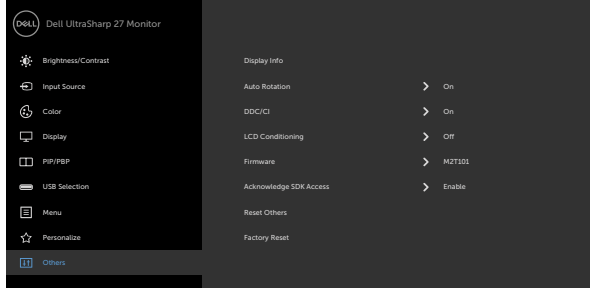 DELL Dell UltraSharp 27 Monitor
Brightness/Contrast Display Info
Input Source Auto Rotation On
Color DDC/CI On
Display LCD Conditioning Off
PIP/PBP Firmware M2T101
USB Selection Acknowledge SDK Access Enable
Menu Reset Others
Personalize Factory Reset
Others